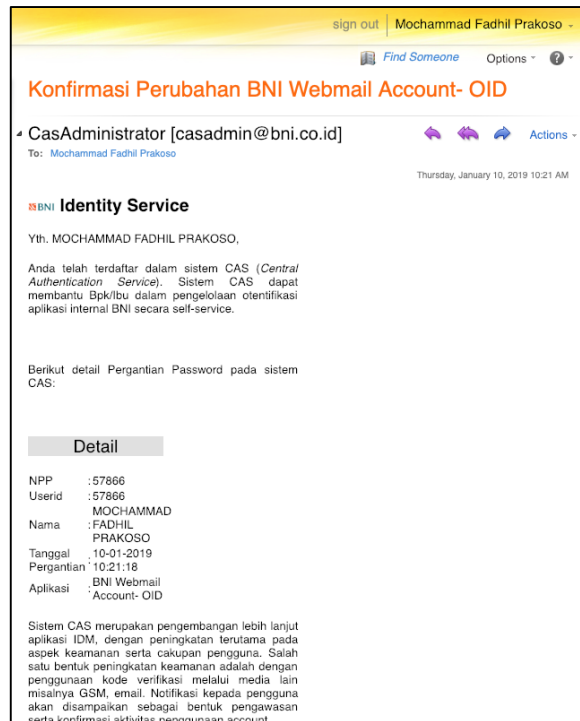 sign out Mochammad Fadhil Prakoso
Find Someone Options
Konfirmasi Perubahan BNI Webmail Account- OID
CasAdministrator [casadmin@bni.co.id]
Actions
To: Mochammad Fadhil Prakoso
Thursday, January 10, 2019 10:21 AM
BNI Identity Service
Yth. MOCHAMMAD FADHIL PRAKOSO,
Anda telah terdaftar dalam sistem CAS (Central
Authentication Service). Sistem CAS dapat
membantu Bpk/Ibu dalam pengelolaan otentifikasi
aplikasi internal BNI secara self-service.
Berikut detail Pergantian Password pada sistem
CAS:
Detail
NPP :57866
Userid :57866
MOCHAMMAD
Nama :FADHIL
PRAKOSO
Tanggal : 10-01-2019
Pergantian 10:21:18
Aplikasi : BNI Webmail
Account- OID
Sistem CAS merupakan pengembangan lebih lanjut
aplikasi IDM, dengan peningkatan terutama pada
aspek keamanan serta cakupan pengguna. Salah
satu bentuk peningkatan keamanan adalah dengan
penggunaan kode verifikasi melalui media lain
misalnya GSM, email. Notifikasi kepada pengguna
akan disampaikan sebagai bentuk pengawasan
serta konfirmasi aktivitas penggunaan account.